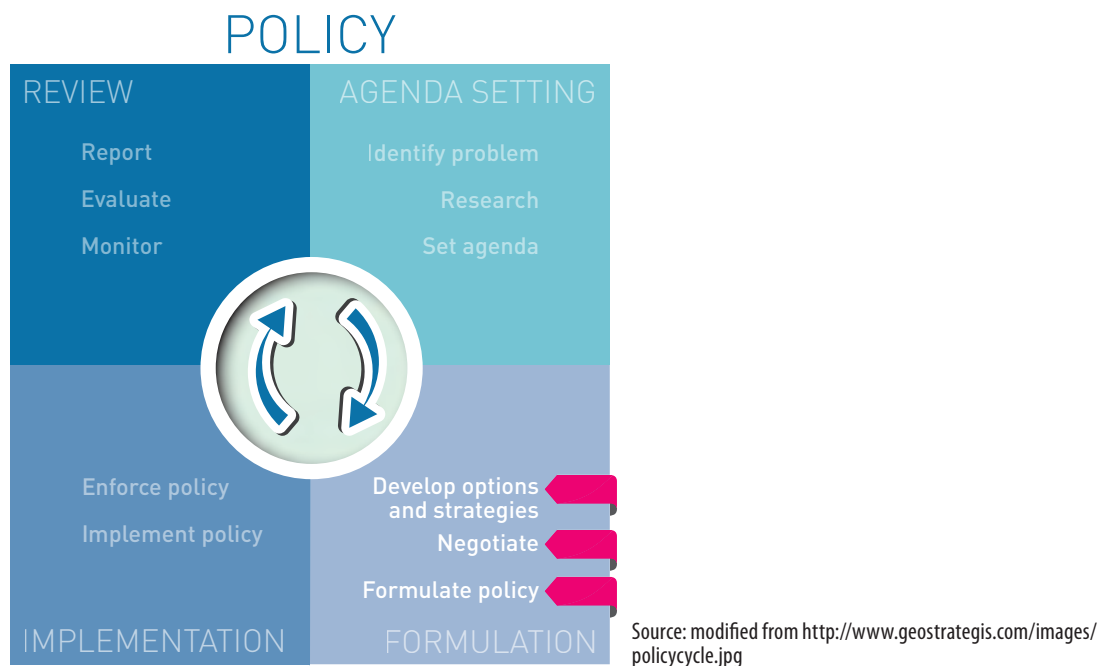 POLICY
REVIEW
Report
Evaluate
Monitor
AGENDA SETTING
Identify problem
Research
Set agenda
Enforce policy
Implement policy
IMPLEMENTATION
Develop options
and strategies
Negotiate
Formulate policy
FORMULATION
Source: modified from http://www.geostrategis.com/images/
policycycle.jpg